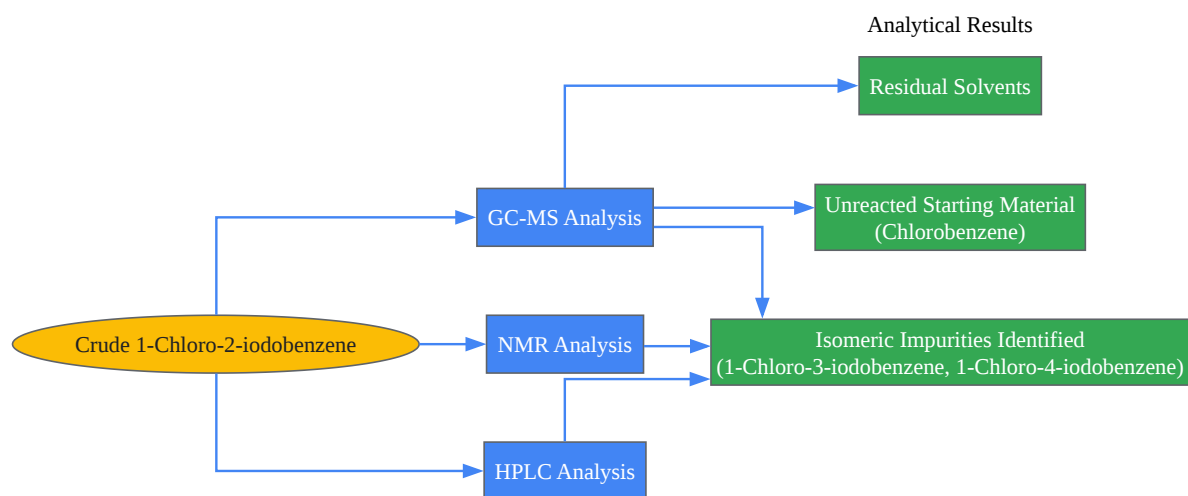 Analytical Results
Residual Solvents
GC-MS Analysis
Unreacted Starting Material
(Chlorobenzene)
Crude 1-Chloro-2-iodobenzene
NMR Analysis
Isomeric Impurities Identified
(1-Chloro-3-iodobenzene, 1-Chloro-4-iodobenzene)
HPLC Analysis